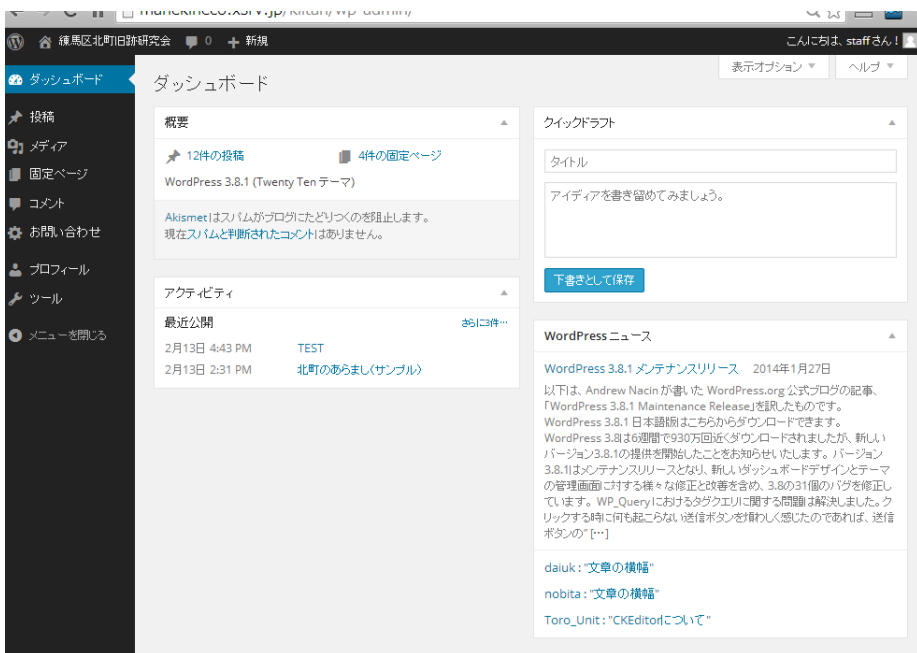 manekineco.xsrv.jp/kitan/wp-admin/
練馬区北町旧跡研究会 0 + 新規
こんにちは、staffさん!
表示オプション ヘルプ
ダッシュボード
投稿
メディア
固定ページ
コメント
お問い合わせ
プロフィール
ツール
メニューを閉じる
ダッシュボード
概要
12件の投稿 4件の固定ページ
WordPress 3.8.1 (Twenty Ten テーマ)
Akismetはスパムがブログにたどりつくのを阻止します。
現在スパムと判断されたコメントはありません。
アクティビティ
最近公開 さらに3件…
2月13日 4:43 PM TEST
2月13日 2:31 PM 北町のあらまし(サンプル)
クイックドラフト
タイトル
アイディアを書き留めてみましょう。
下書きとして保存
WordPress ニュース
WordPress 3.8.1 メンテナンスリリース 2014年1月27日
以下は、Andrew Nacin が書いた WordPress.org 公式ブログの記事、
「WordPress 3.8.1 Maintenance Release」を訳したものです。
WordPress 3.8.1 日本語版はこちらからダウンロードできます。
WordPress 3.8は6週間で930万回近くダウンロードされましたが、新しい
バージョン3.8.1の提供を開始したことをお知らせいたします。バージョン
3.8.1はメンテナンスリリースとなり、新しいダッシュボードデザインとテーマ
の管理画面に対する様々な修正と改善を含め、3.8の31個のバグを修正し
ています。WP_Queryにおけるタグクエリに関する問題は解決しました。ク
リックする時に何も起こらない送信ボタンを煩わしく感じたのであれば、送信
ボタンの" […]
daiuk : "文章の横幅"
nobita : "文章の横幅"
Toro_Unit : "CKEditorについて"